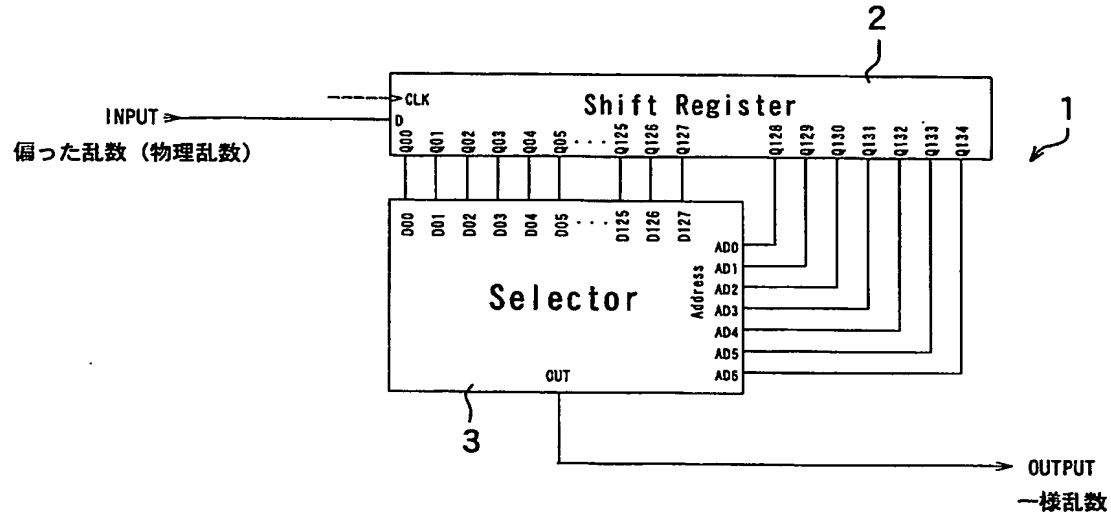 2
1
CLK
Shift Register
INPUT
D
偏った乱数（物理乱数）
Q00 Q01 Q02 Q03 Q04 Q05 ・・・・ Q125 Q126 Q127 Q128 Q129 Q130 Q131 Q132 Q133 Q134
D00 D01 D02 D03 D04 D05 ・・・・ D125 D126 D127
Selector
Address
AD0
AD1
AD2
AD3
AD4
AD5
AD6
OUT
3
OUTPUT
一様乱数